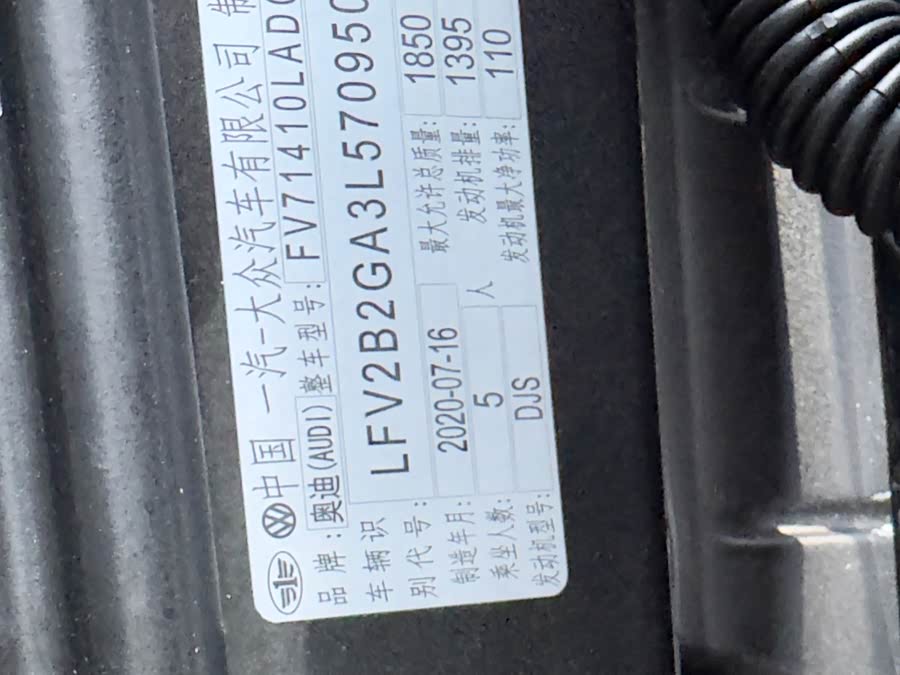 中国 一汽-大众汽车有限公司 制
品牌: 奥迪(AUDI) 整车型号: FV71410LADC
车辆识别代号: LFV2B2GA3L570950
制造年月: 2020-07-16 最大允许总质量: 1850
乘坐人数: 5 人 发动机排量: 1395
发动机型号: DJS 发动机最大净功率: 110